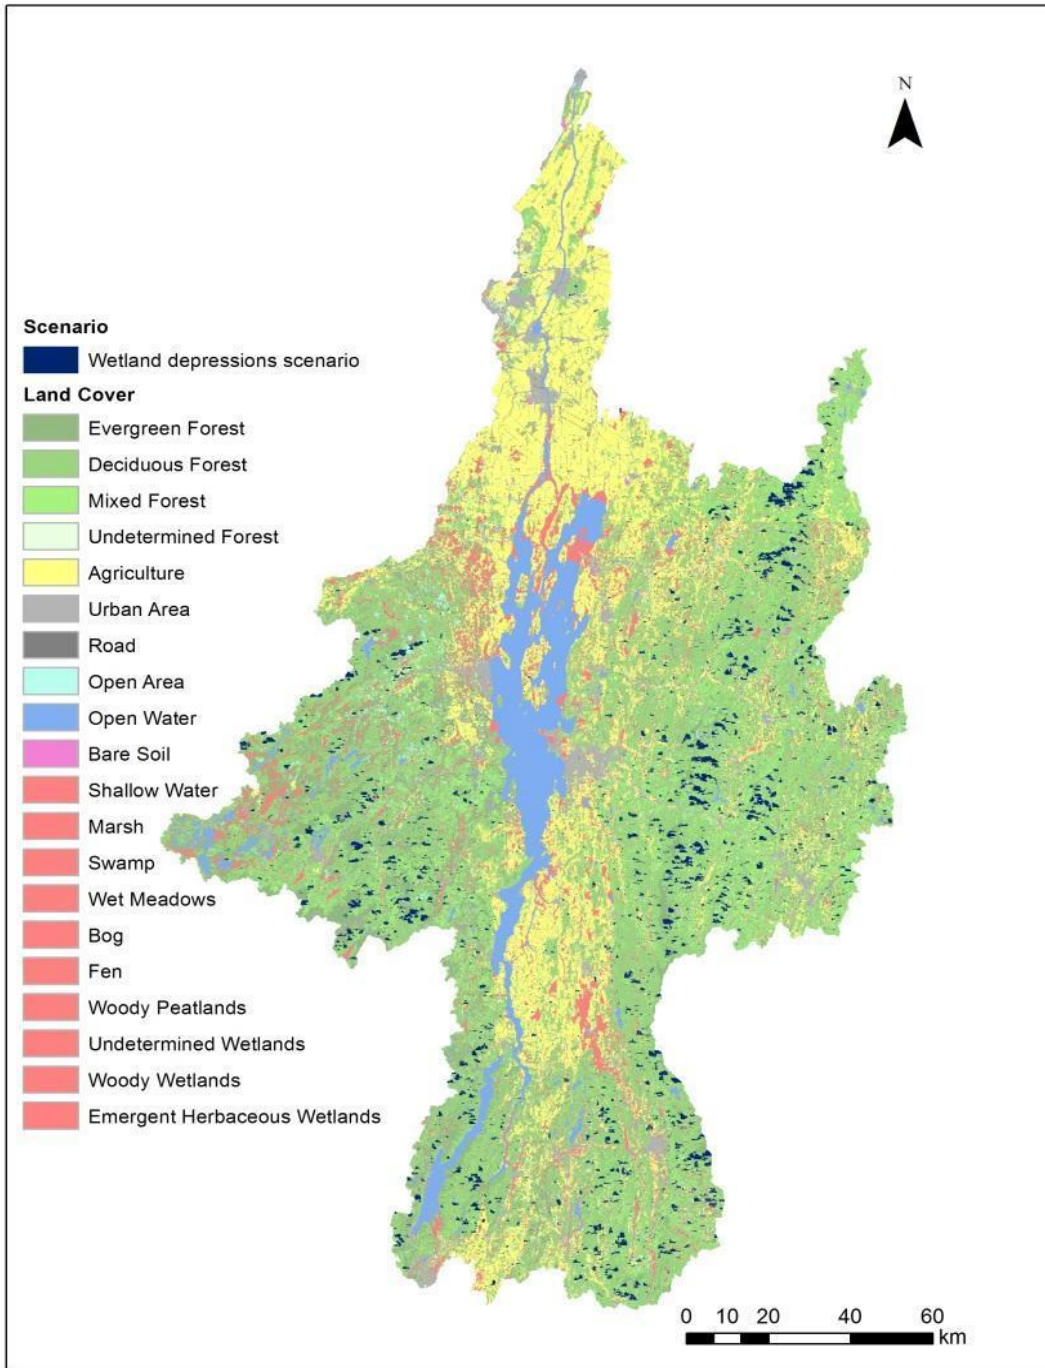 N
Scenario
Wetland depressions scenario
Land Cover
Evergreen Forest
Deciduous Forest
Mixed Forest
Undetermined Forest
Agriculture
Urban Area
Road
Open Area
Open Water
Bare Soil
Shallow Water
Marsh
Swamp
Wet Meadows
Bog
Fen
Woody Peatlands
Undetermined Wetlands
Woody Wetlands
Emergent Herbaceous Wetlands
0 10 20 40 60
km